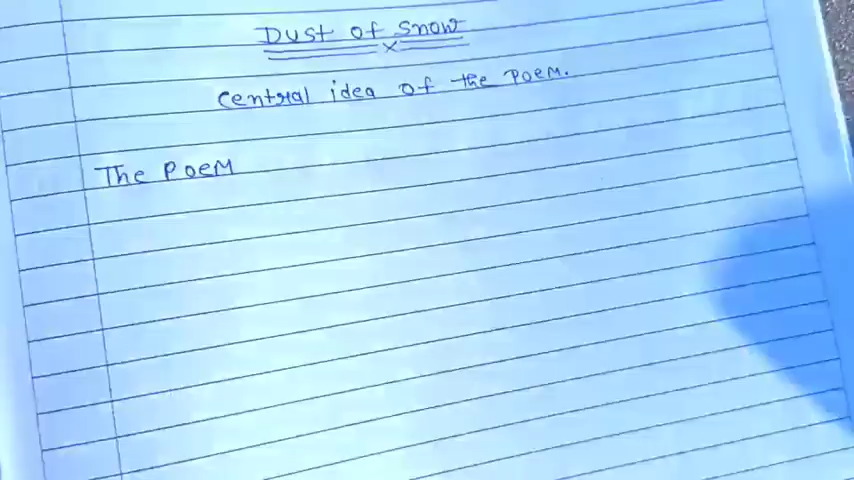 Dust of snow
central idea of the poem.
The poem